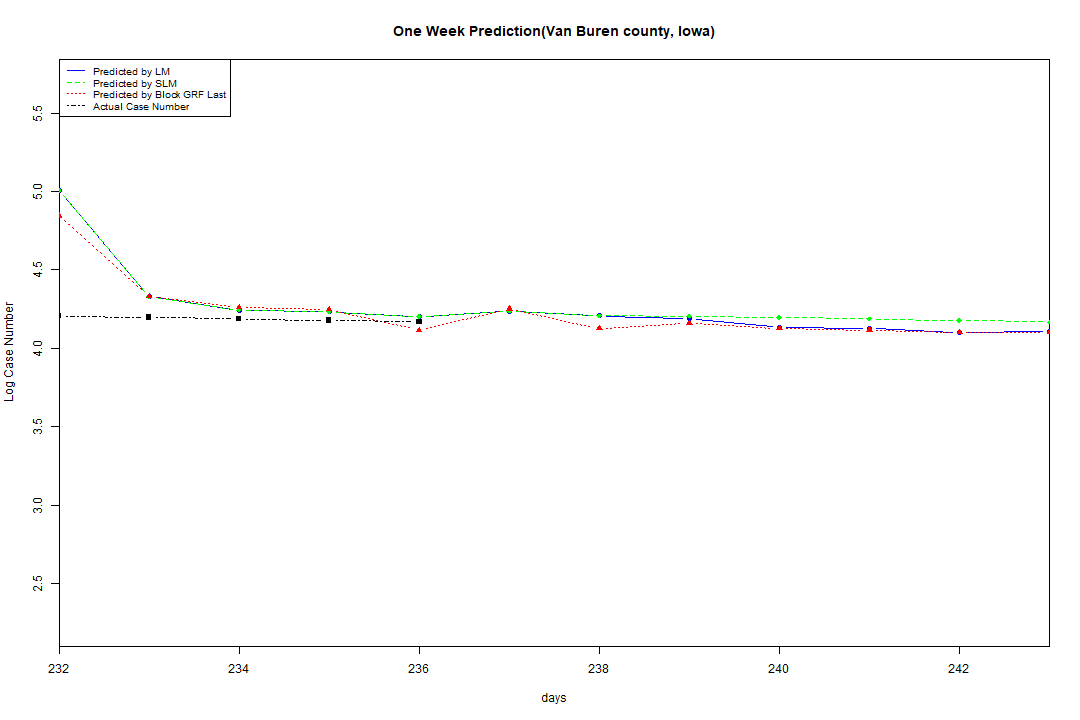 One Week Prediction(Van Buren county, Iowa)
Predicted by LM
Predicted by SLM
Predicted by Block GRF Last
Actual Case Number
5.5
5.0
4.5
4.0
3.5
3.0
2.5
Log Case Number
232 234 236 238 240 242
days